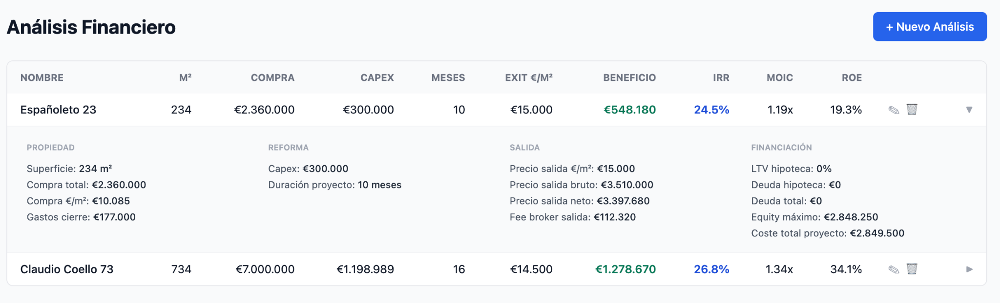 Análisis Financiero
+ Nuevo Análisis
NOMBRE M² COMPRA CAPEX MESES EXIT €/M² BENEFICIO IRR MOIC ROE
Españoleto 23 234 €2.360.000 €300.000 10 €15.000 €548.180 24.5% 1.19x 19.3%
PROPIEDAD
Superficie: 234 m²
Compra total: €2.360.000
Compra €/m²: €10.085
Gastos cierre: €177.000
REFORMA
Capex: €300.000
Duración proyecto: 10 meses
SALIDA
Precio salida €/m²: €15.000
Precio salida bruto: €3.510.000
Precio salida neto: €3.397.680
Fee broker salida: €112.320
FINANCIACIÓN
LTV hipoteca: 0%
Deuda hipoteca: €0
Deuda total: €0
Equity máximo: €2.848.250
Coste total proyecto: €2.849.500
Claudio Coello 73 734 €7.000.000 €1.198.989 16 €14.500 €1.278.670 26.8% 1.34x 34.1%